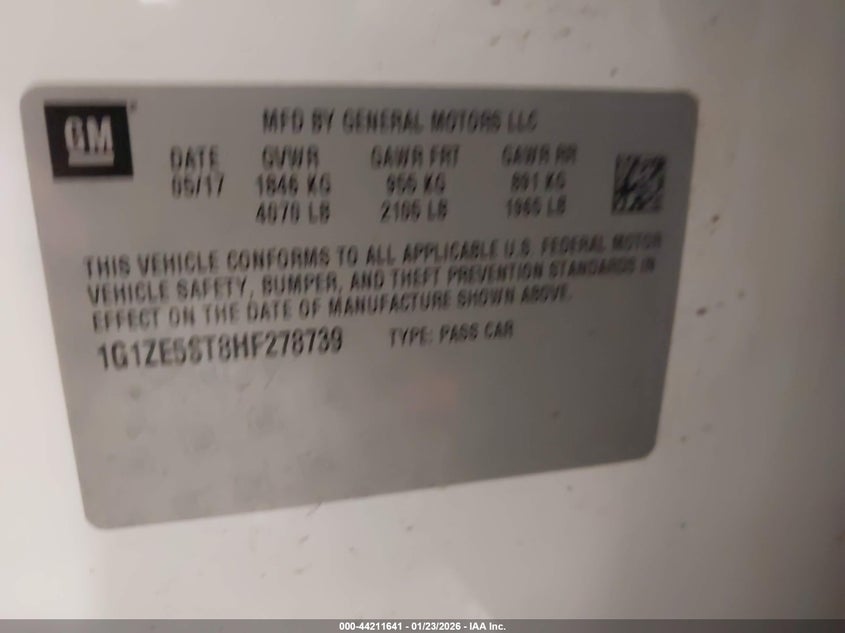 GM
MFD BY GENERAL MOTORS LLC
DATE GVWR GAWR FRT GAWR RR
05/17 1846 KG 955 KG 891 KG
4070 LB 2105 LB 1965 LB
THIS VEHICLE CONFORMS TO ALL APPLICABLE U.S. FEDERAL MOTOR
VEHICLE SAFETY, BUMPER, AND THEFT PREVENTION STANDARDS IN
EFFECT ON THE DATE OF MANUFACTURE SHOWN ABOVE.
1G1ZE5ST8HF278739 TYPE: PASS CAR
000-44211641 - 01/23/2026 - IAA Inc.